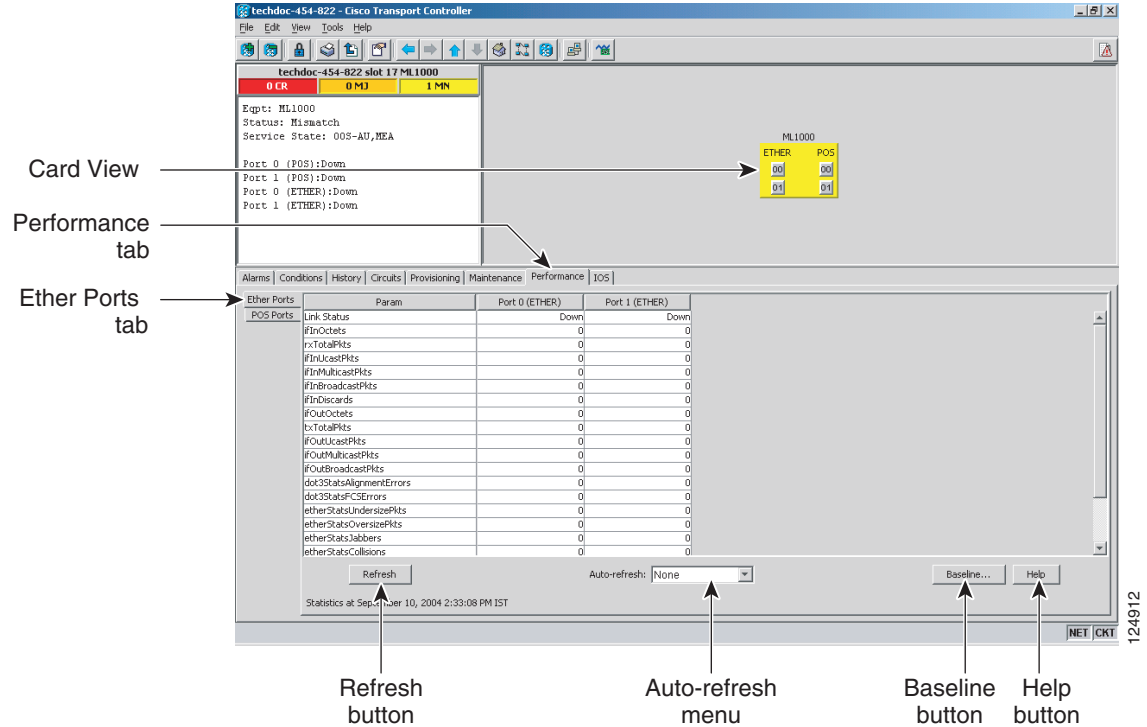 techdoc-454-822 - Cisco Transport Controller
File Edit View Tools Help
techdoc-454-822 slot 17 ML1000
0 CR 0 MJ 1 MN
Eqpt: ML1000
Status: Mismatch
Service State: OOS-AU,MEA
Port 0 (POS):Down
Port 1 (POS):Down
Port 0 (ETHER):Down
Port 1 (ETHER):Down
ML1000
ETHER POS
00 00
01 01
Card View
Performance
tab
Ether Ports
tab
Alarms Conditions History Circuits Provisioning Maintenance Performance IOS
Ether Ports
POS Ports
Param Port 0 (ETHER) Port 1 (ETHER)
Link Status Down Down
ifInOctets 0 0
rxTotalPkts 0 0
ifInUcastPkts 0 0
ifInMulticastPkts 0 0
ifInBroadcastPkts 0 0
ifInDiscards 0 0
ifOutOctets 0 0
txTotalPkts 0 0
ifOutUcastPkts 0 0
ifOutMulticastPkts 0 0
ifOutBroadcastPkts 0 0
dot3StatsAlignmentErrors 0 0
dot3StatsFCSErrors 0 0
etherStatsUndersizePkts 0 0
etherStatsOversizePkts 0 0
etherStatsJabbers 0 0
etherStatsCollisions 0 0
Refresh Auto-refresh: None Baseline... Help
Statistics at September 10, 2004 2:33:08 PM IST
NET CKT
124912
Refresh
button
Auto-refresh
menu
Baseline
button
Help
button